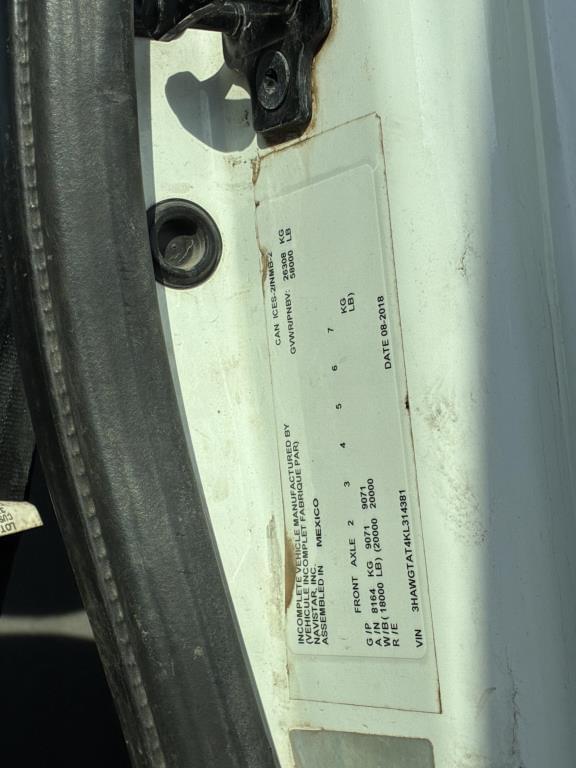 CAN ICES-2/NMB-2
INCOMPLETE VEHICLE MANUFACTURED BY
(VEHICULE INCOMPLET FABRIQUE PAR)
NAVISTAR, INC.
ASSEMBLED IN MEXICO
GVWR/PNBV: 26308 KG
58000 LB
FRONT AXLE 2 3 4 5 6 7
G /P
A /N 8164 KG 9071 9071 KG
W/B( 18000 LB) (20000 20000 LB)
R /E
DATE 08-2018
VIN 3HAWGTAT4KL314381
LOT